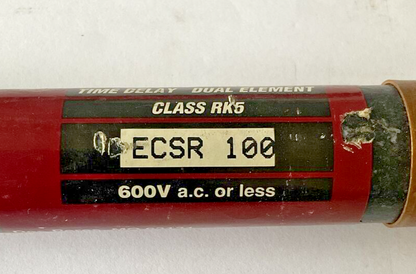 TIME DELAY DUAL ELEMENT
CLASS RK5
ECSR 100
600V a.c. or less